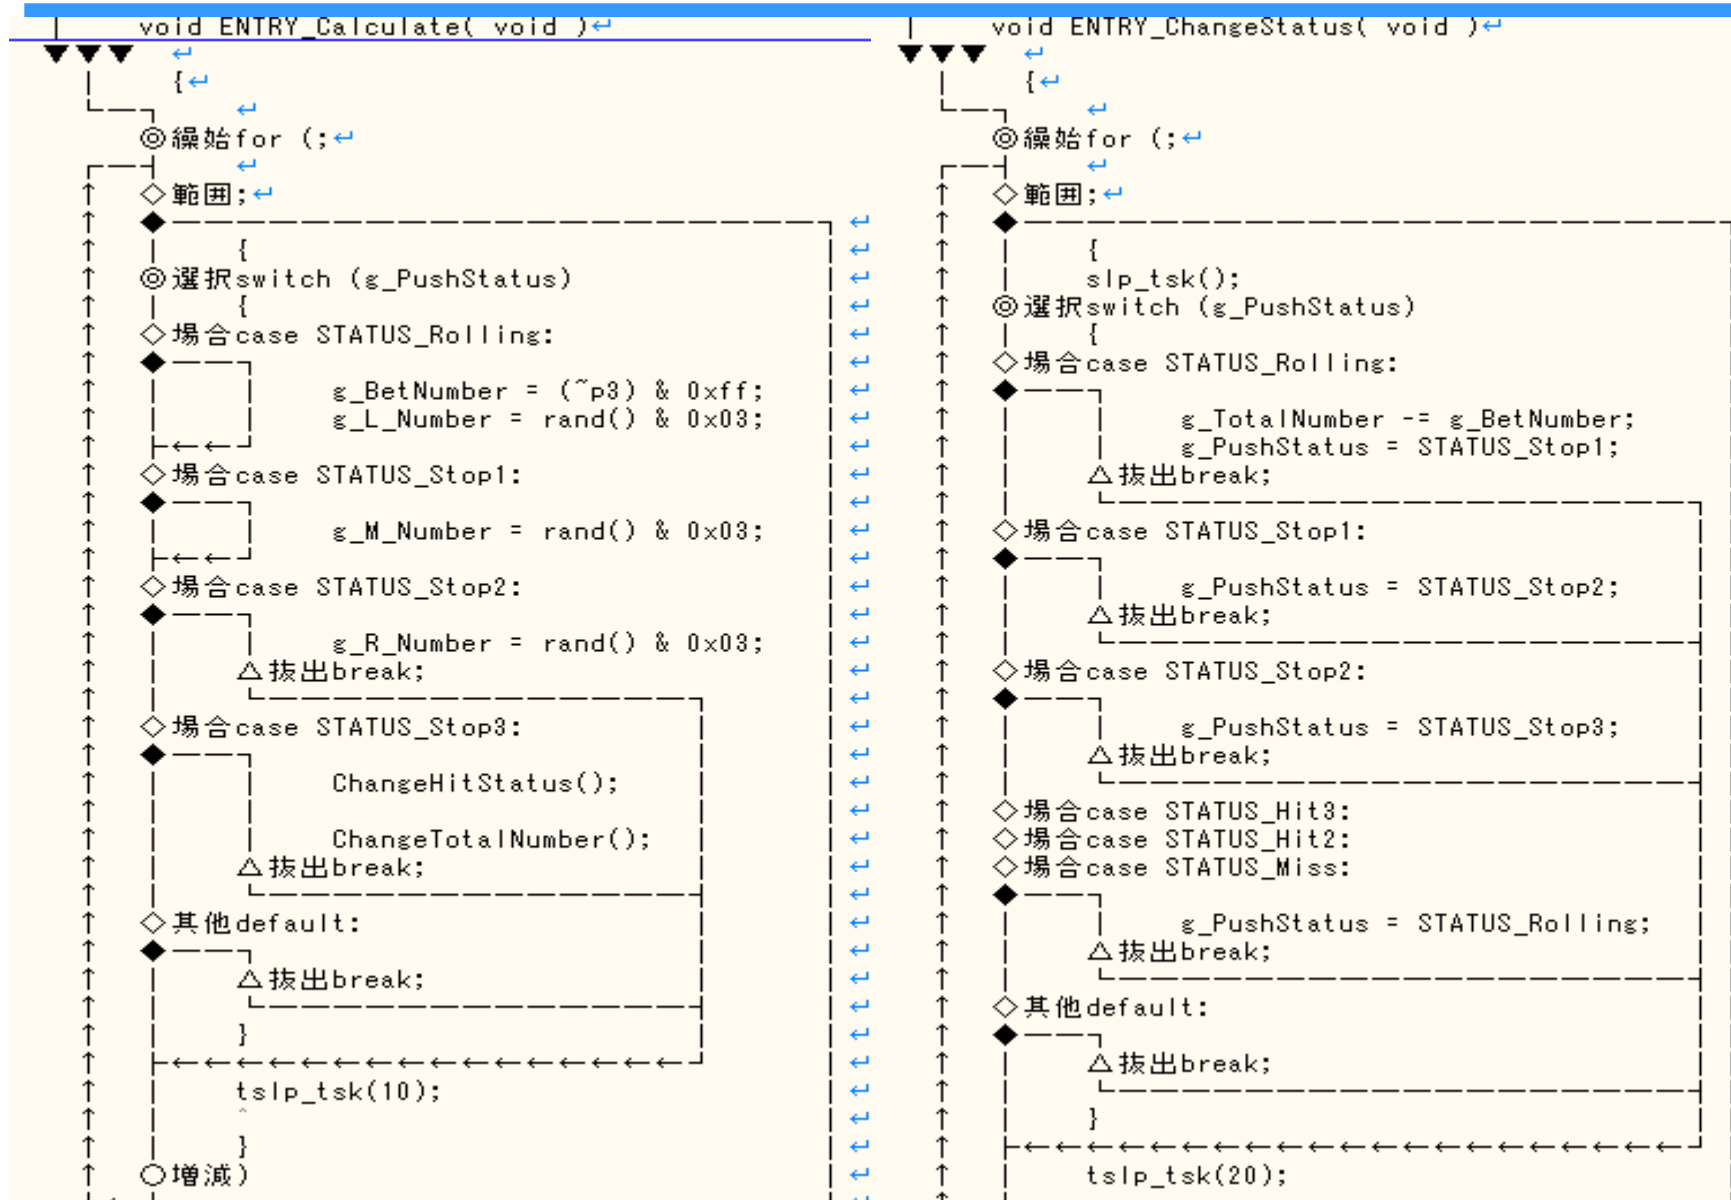 void ENTRY_Calculate( void )
{
◎繰始for (;
◇範囲;
{
◎選択switch (g_PushStatus)
{
◇場合case STATUS_Rolling:
g_BetNumber = (~p3) & 0xff;
g_L_Number = rand() & 0x03;
◇場合case STATUS_Stop1:
g_M_Number = rand() & 0x03;
◇場合case STATUS_Stop2:
g_R_Number = rand() & 0x03;
△抜出break;
◇場合case STATUS_Stop3:
ChangeHitStatus();
ChangeTotalNumber();
△抜出break;
◇其他default:
△抜出break;
}
tslp_tsk(10);
}
○増減)
void ENTRY_ChangeStatus( void )
{
◎繰始for (;
◇範囲;
{
slp_tsk();
◎選択switch (g_PushStatus)
{
◇場合case STATUS_Rolling:
g_TotalNumber -= g_BetNumber;
g_PushStatus = STATUS_Stop1;
△抜出break;
◇場合case STATUS_Stop1:
g_PushStatus = STATUS_Stop2;
△抜出break;
◇場合case STATUS_Stop2:
g_PushStatus = STATUS_Stop3;
△抜出break;
◇場合case STATUS_Hit3:
◇場合case STATUS_Hit2:
◇場合case STATUS_Miss:
g_PushStatus = STATUS_Rolling;
△抜出break;
◇其他default:
△抜出break;
}
tslp_tsk(20);